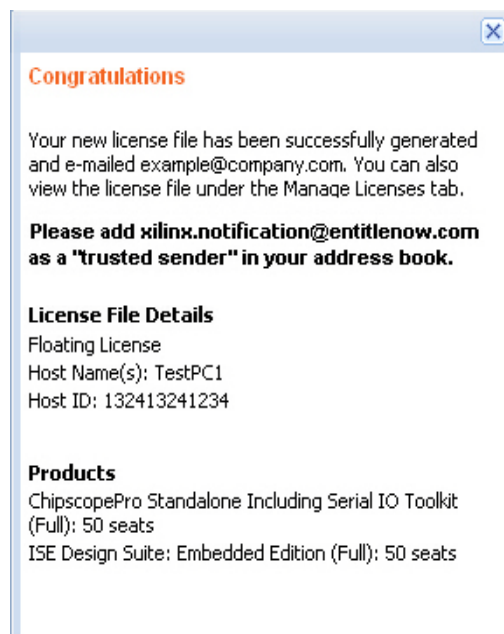 Congratulations
Your new license file has been successfully generated
and e-mailed example@company.com. You can also
view the license file under the Manage Licenses tab.
Please add xilinx.notification@entitlenow.com
as a "trusted sender" in your address book.
License File Details
Floating License
Host Name(s): TestPC1
Host ID: 132413241234
Products
ChipscopePro Standalone Including Serial IO Toolkit
(Full): 50 seats
ISE Design Suite: Embedded Edition (Full): 50 seats